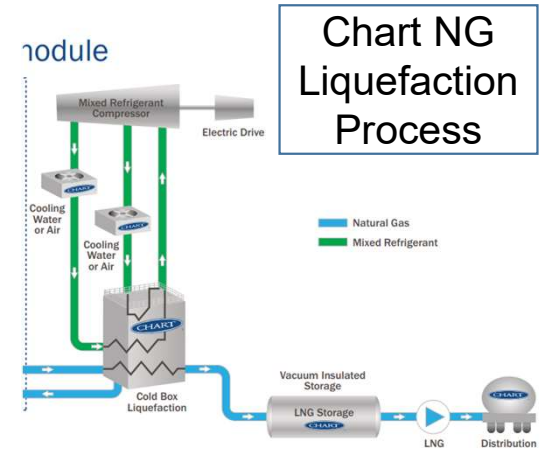 Chart NG
Liquefaction
Process
Mixed Refrigerant
Compressor
Electric Drive
CHART
Cooling
Water
or Air
CHART
Cooling
Water
or Air
Natural Gas
Mixed Refrigerant
CHART
Cold Box
Liquefaction
Vacuum Insulated
Storage
LNG Storage
CHART
LNG
CHART
Distribution